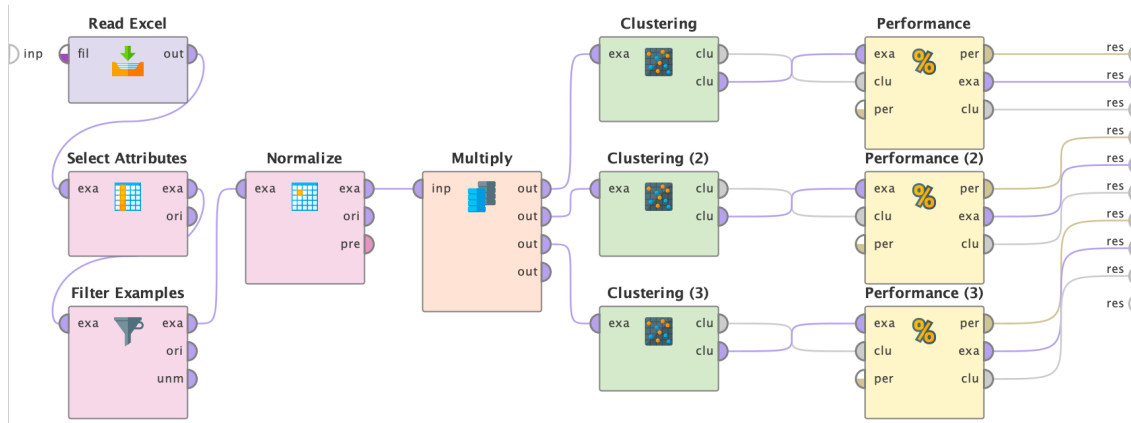 Read Excel
Clustering
Performance
inp
fil
out
exa
clu
clu
exa
clu
per
per
exa
clu
res
res
res
res
Select Attributes
Normalize
Multiply
Clustering (2)
Performance (2)
exa
exa
ori
exa
exa
ori
pre
inp
out
out
out
out
exa
clu
clu
exa
clu
per
per
exa
clu
res
res
res
res
Filter Examples
Clustering (3)
Performance (3)
exa
exa
ori
unm
exa
clu
clu
exa
clu
per
per
exa
clu
res
res